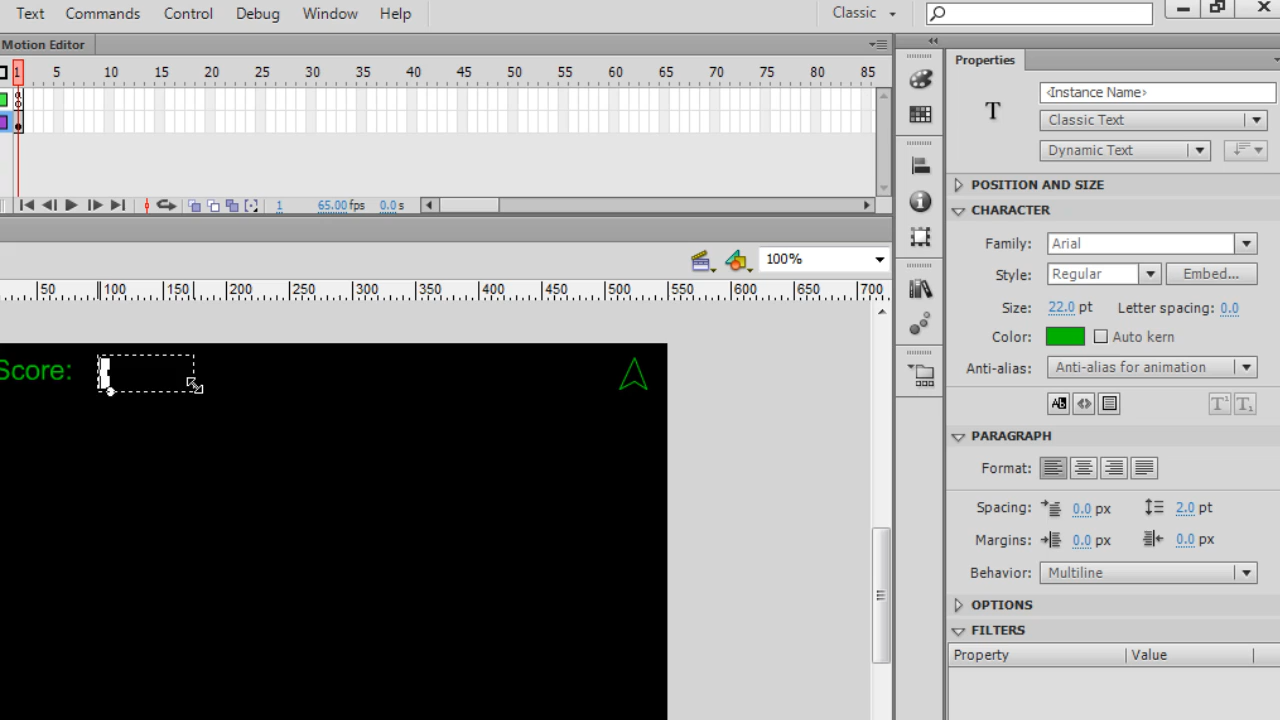 Text Commands Control Debug Window Help Classic
Motion Editor
Properties
1 5 10 15 20 25 30 35 40 45 50 55 60 65 70 75 80 85
‹Instance Name›
T
Classic Text
Dynamic Text
POSITION AND SIZE
1 65.00 fps 0.0 s
CHARACTER
Family: Arial
100%
Style: Regular Embed...
50 100 150 200 250 300 350 400 450 500 550 600 650 700
Size: 22.0 pt Letter spacing: 0.0
Color: Auto kern
Score:
Anti-alias: Anti-alias for animation
T¹ T₁
PARAGRAPH
Format:
Spacing: 0.0 px 2.0 pt
Margins: 0.0 px 0.0 px
Behavior: Multiline
OPTIONS
FILTERS
Property Value